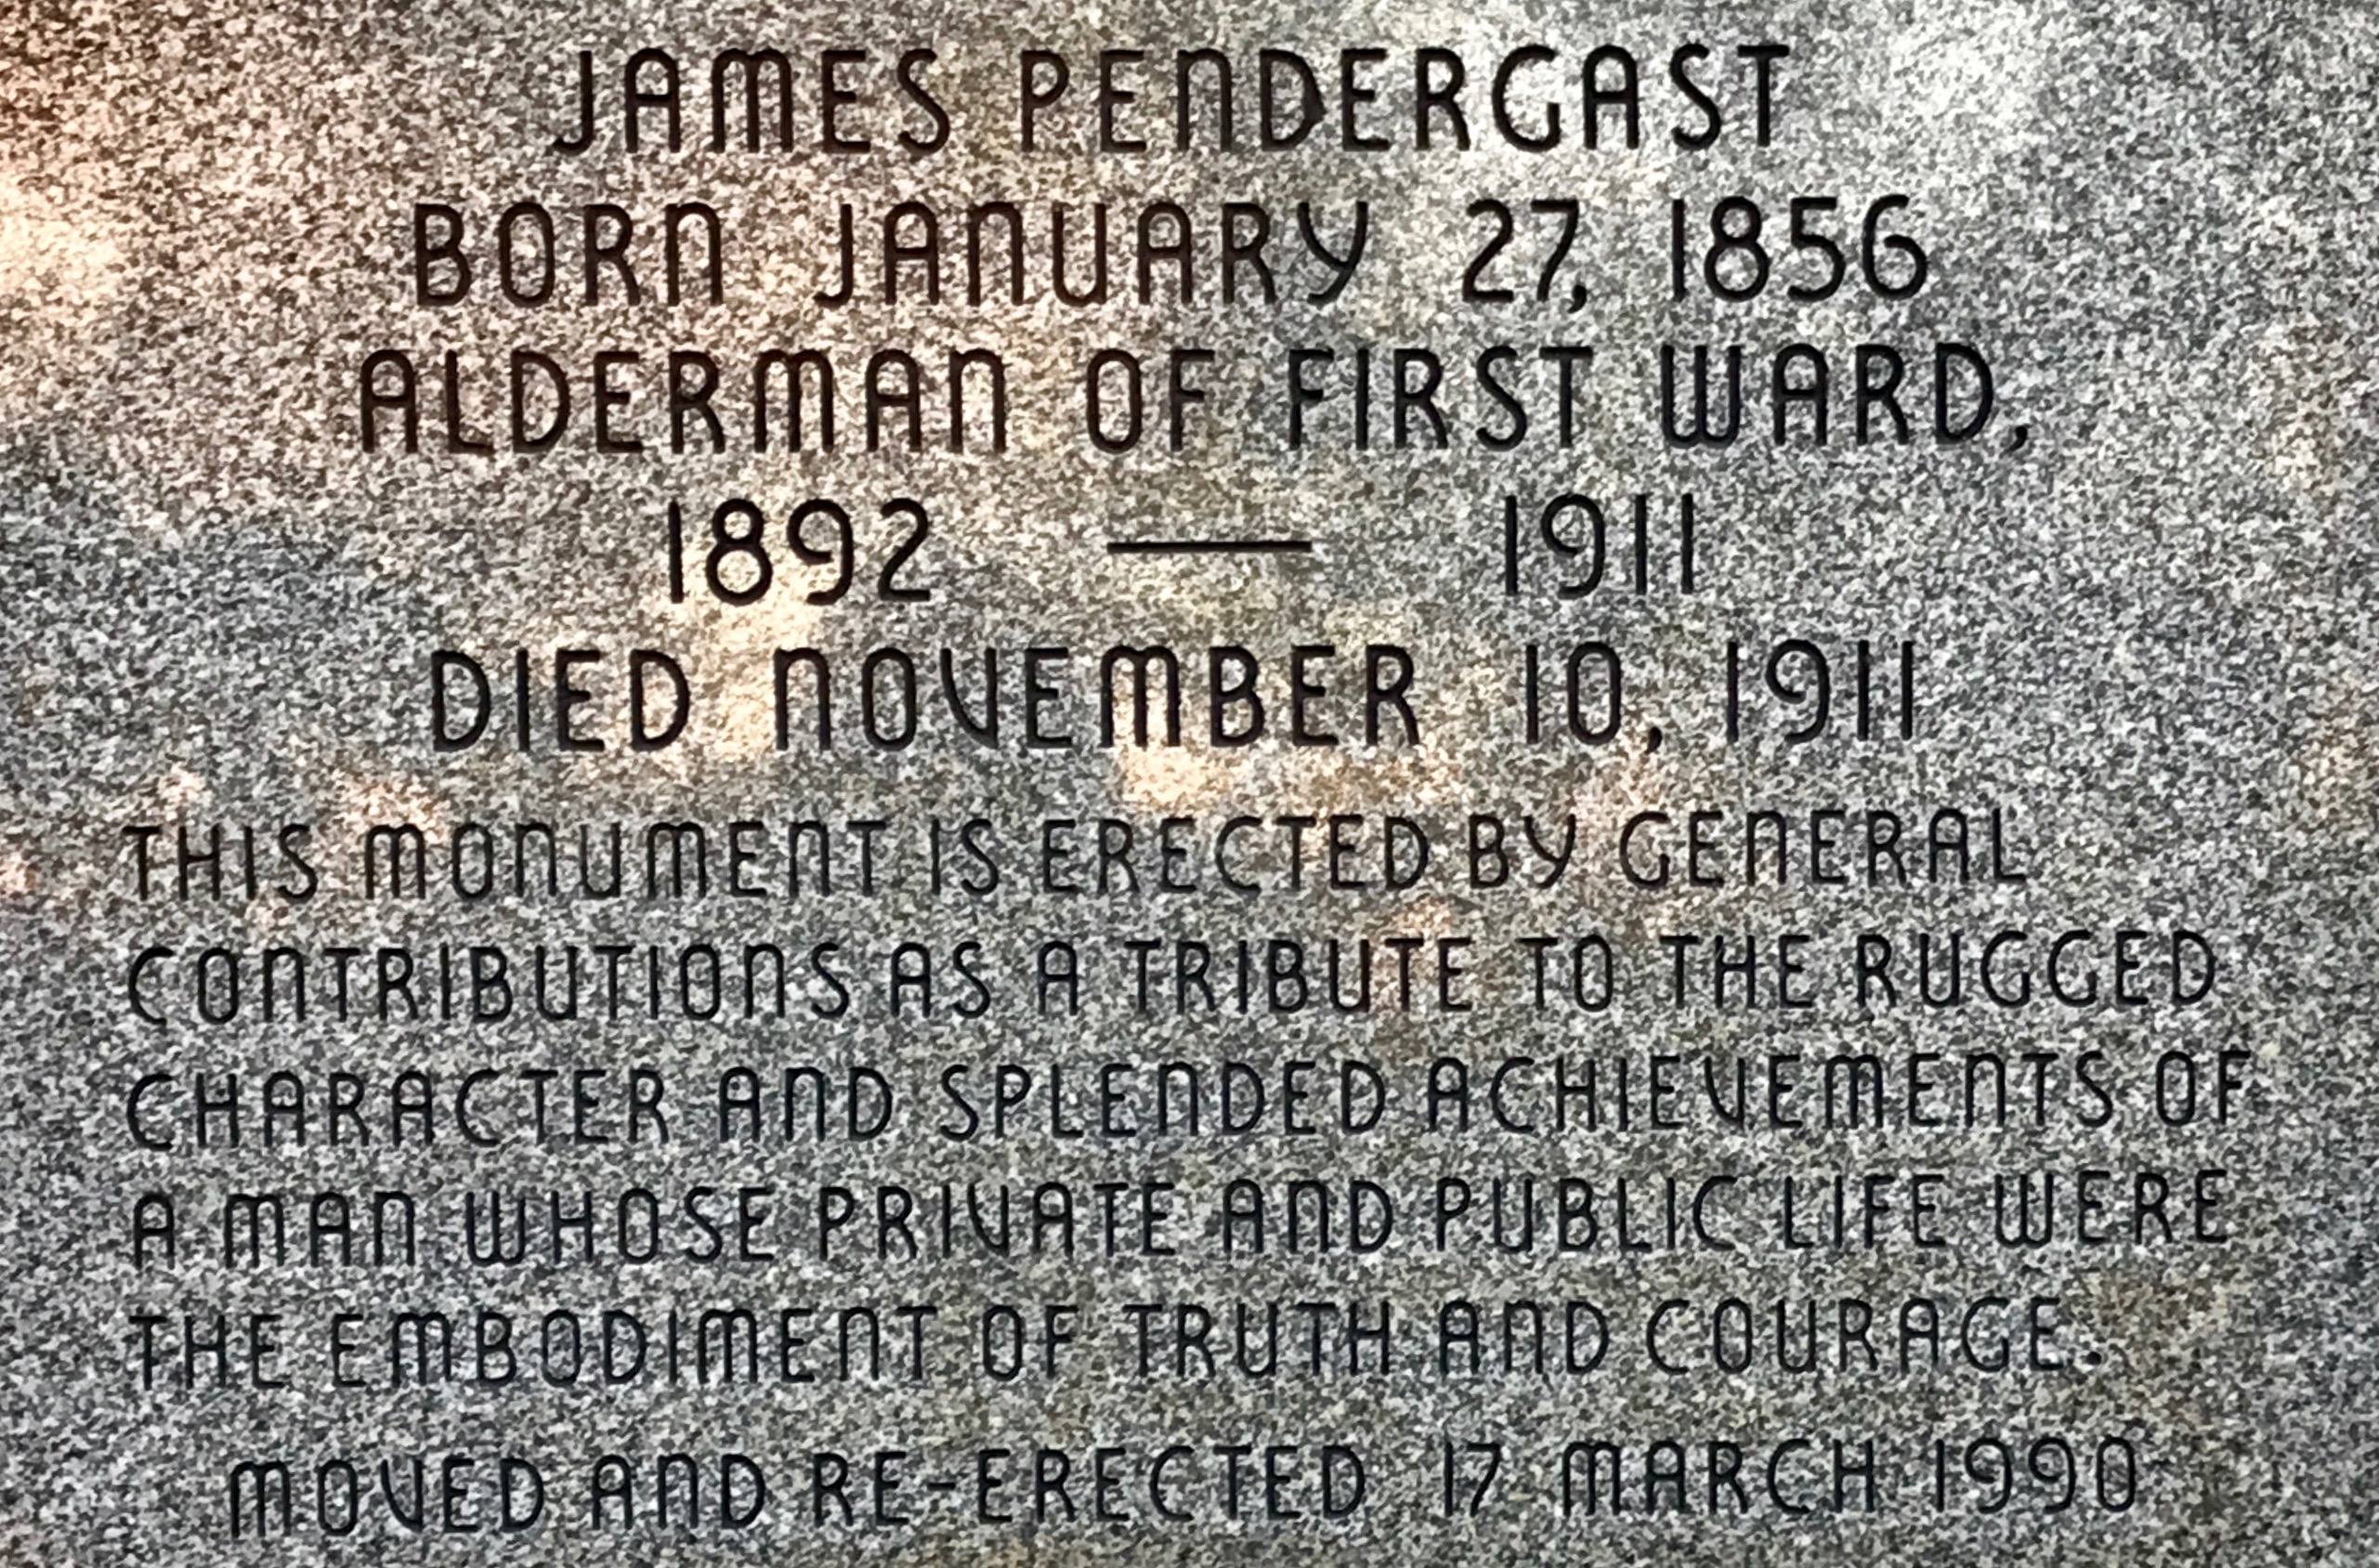 JAMES PENDERGAST
BORN JANUARY 27, 1856
ALDERMAN OF FIRST WARD,
1892 — 1911
DIED NOVEMBER 10, 1911
THIS MONUMENT IS ERECTED BY GENERAL
CONTRIBUTIONS AS A TRIBUTE TO THE RUGGED
CHARACTER AND SPLENDED ACHIEVEMENTS OF
A MAN WHOSE PRIVATE AND PUBLIC LIFE WERE
THE EMBODIMENT OF TRUTH AND COURAGE.
MOVED AND RE-ERECTED 17 MARCH 1990